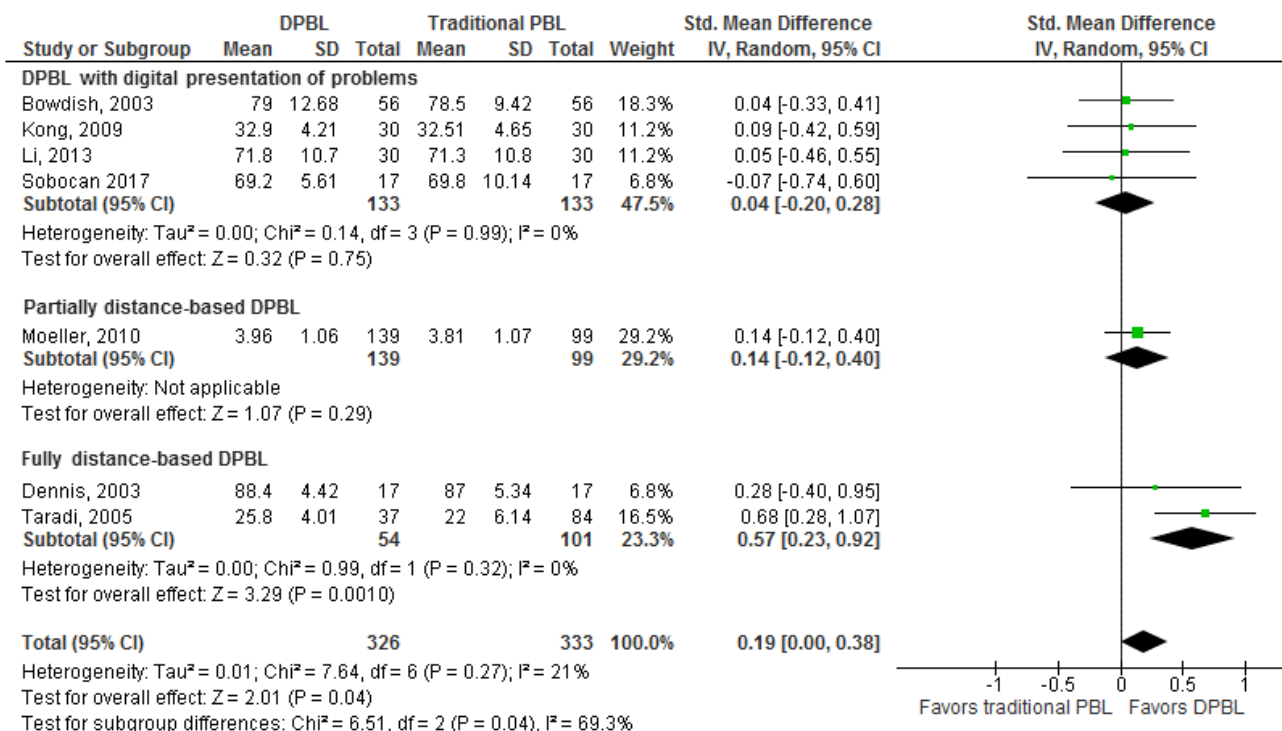 DPBL Traditional PBL Std. Mean Difference Std. Mean Difference
Study or Subgroup Mean SD Total Mean SD Total Weight IV, Random, 95% CI IV, Random, 95% CI
DPBL with digital presentation of problems
Bowdish, 2003 79 12.68 56 78.5 9.42 56 18.3% 0.04 [-0.33, 0.41]
Kong, 2009 32.9 4.21 30 32.51 4.65 30 11.2% 0.09 [-0.42, 0.59]
Li, 2013 71.8 10.7 30 71.3 10.8 30 11.2% 0.05 [-0.46, 0.55]
Sobocan 2017 69.2 5.61 17 69.8 10.14 17 6.8% -0.07 [-0.74, 0.60]
Subtotal (95% CI) 133 133 47.5% 0.04 [-0.20, 0.28]
Heterogeneity: Tau² = 0.00; Chi² = 0.14, df = 3 (P = 0.99); I² = 0%
Test for overall effect: Z = 0.32 (P = 0.75)
Partially distance-based DPBL
Moeller, 2010 3.96 1.06 139 3.81 1.07 99 29.2% 0.14 [-0.12, 0.40]
Subtotal (95% CI) 139 99 29.2% 0.14 [-0.12, 0.40]
Heterogeneity: Not applicable
Test for overall effect: Z = 1.07 (P = 0.29)
Fully distance-based DPBL
Dennis, 2003 88.4 4.42 17 87 5.34 17 6.8% 0.28 [-0.40, 0.95]
Taradi, 2005 25.8 4.01 37 22 6.14 84 16.5% 0.68 [0.28, 1.07]
Subtotal (95% CI) 54 101 23.3% 0.57 [0.23, 0.92]
Heterogeneity: Tau² = 0.00; Chi² = 0.99, df = 1 (P = 0.32); I² = 0%
Test for overall effect: Z = 3.29 (P = 0.0010)
Total (95% CI) 326 333 100.0% 0.19 [0.00, 0.38]
Heterogeneity: Tau² = 0.01; Chi² = 7.64, df = 6 (P = 0.27); I² = 21%
Test for overall effect: Z = 2.01 (P = 0.04)
Test for subgroup differences: Chi² = 6.51, df = 2 (P = 0.04), I² = 69.3%
-1 -0.5 0 0.5 1
Favors traditional PBL Favors DPBL